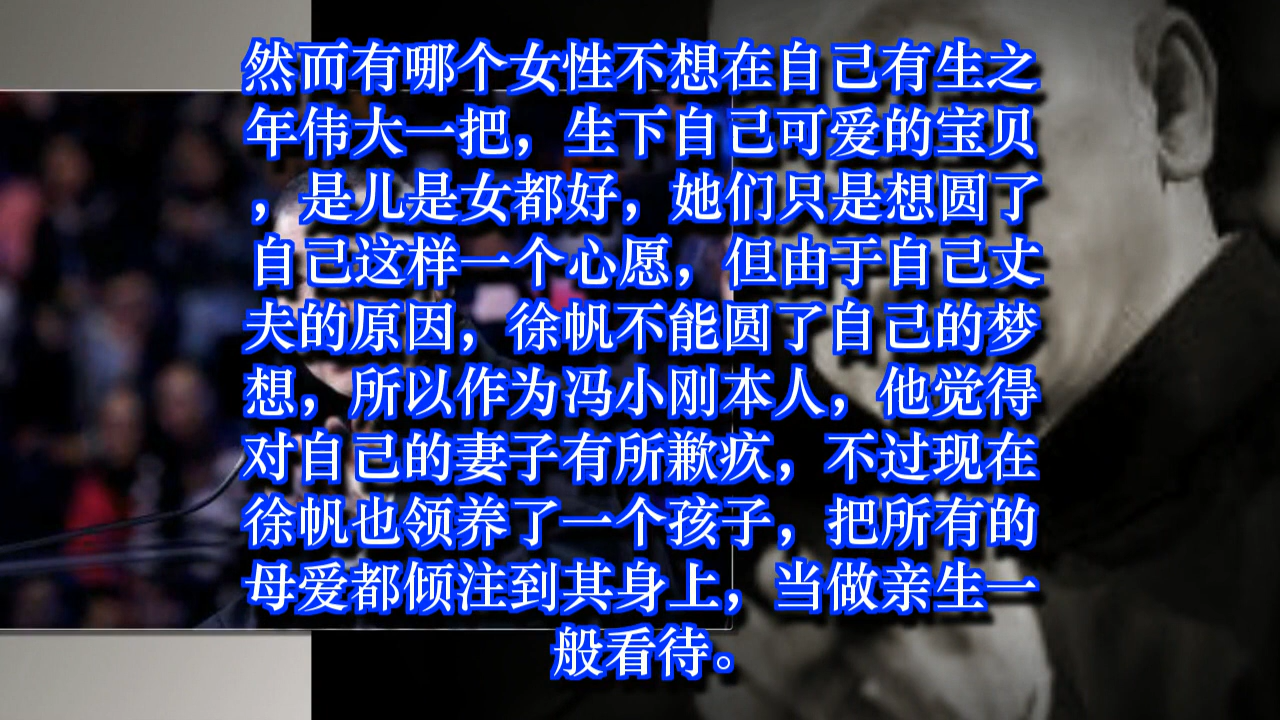 然而有哪个女性不想在自己有生之
年伟大一把，生下自己可爱的宝贝
，是儿是女都好，她们只是想圆了
自己这样一个心愿，但由于自己丈
夫的原因，徐帆不能圆了自己的梦
想，所以作为冯小刚本人，他觉得
对自己的妻子有所歉疚，不过现在
徐帆也领养了一个孩子，把所有的
母爱都倾注到其身上，当做亲生一
般看待。